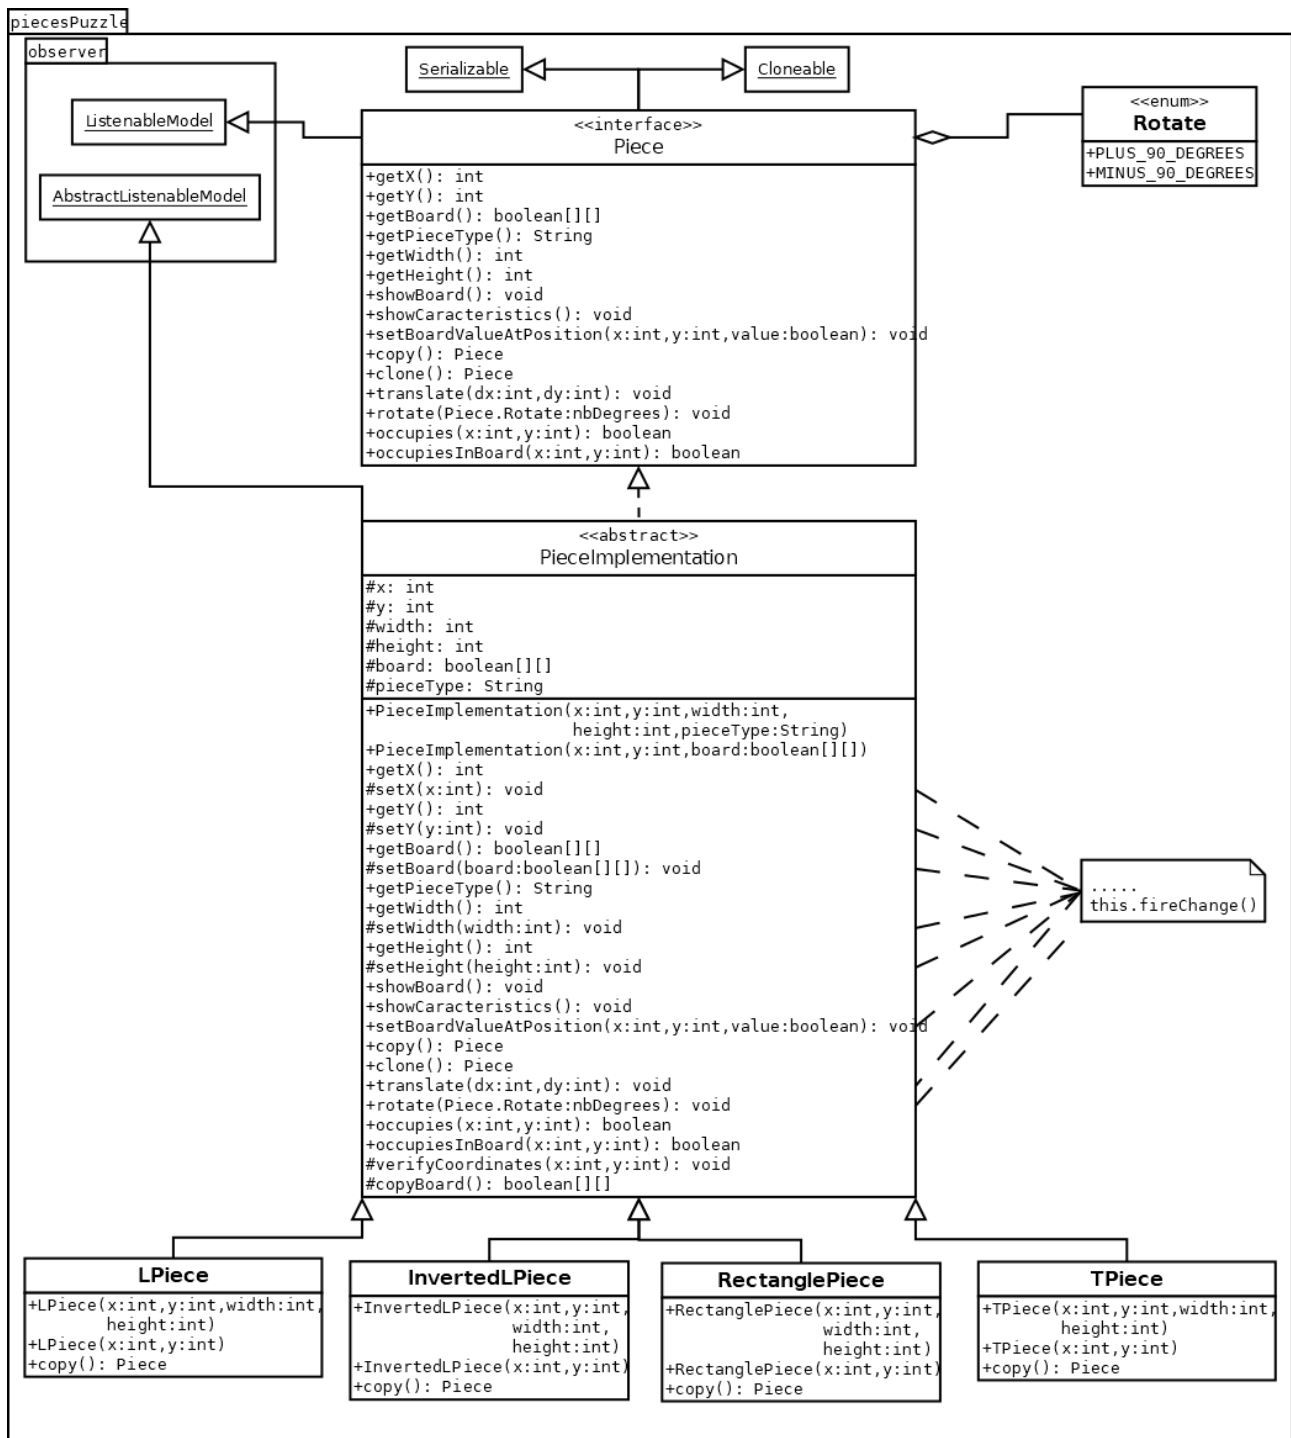 piecesPuzzle
observer
Serializable
Cloneable
ListenableModel
AbstractListenableModel
<<interface>>
Piece
+getX(): int
+getY(): int
+getBoard(): boolean[][]
+getPieceType(): String
+getWidth(): int
+getHeight(): int
+showBoard(): void
+showCaracteristics(): void
+setBoardValueAtPosition(x:int,y:int,value:boolean): void
+copy(): Piece
+clone(): Piece
+translate(dx:int,dy:int): void
+rotate(Piece.Rotate:nbDegrees): void
+occupies(x:int,y:int): boolean
+occupiesInBoard(x:int,y:int): boolean
<<enum>>
Rotate
+PLUS_90_DEGREES
+MINUS_90_DEGREES
<<abstract>>
PieceImplementation
#x: int
#y: int
#width: int
#height: int
#board: boolean[][]
#pieceType: String
+PieceImplementation(x:int,y:int,width:int,
height:int,pieceType:String)
+PieceImplementation(x:int,y:int,board:boolean[][])
+getX(): int
#setX(x:int): void
+getY(): int
#setY(y:int): void
+getBoard(): boolean[][]
#setBoard(board:boolean[][]): void
+getPieceType(): String
+getWidth(): int
#setWidth(width:int): void
+getHeight(): int
#setHeight(height:int): void
+showBoard(): void
+showCaracteristics(): void
+setBoardValueAtPosition(x:int,y:int,value:boolean): void
+copy(): Piece
+clone(): Piece
+translate(dx:int,dy:int): void
+rotate(Piece.Rotate:nbDegrees): void
+occupies(x:int,y:int): boolean
+occupiesInBoard(x:int,y:int): boolean
#verifyCoordinates(x:int,y:int): void
#copyBoard(): boolean[][]
.....
this.fireChange()
LPiece
+LPiece(x:int,y:int,width:int,
height:int)
+LPiece(x:int,y:int)
+copy(): Piece
InvertedLPiece
+InvertedLPiece(x:int,y:int,
width:int,
height:int)
+InvertedLPiece(x:int,y:int)
+copy(): Piece
RectanglePiece
+RectanglePiece(x:int,y:int,
width:int,
height:int)
+RectanglePiece(x:int,y:int)
+copy(): Piece
TPiece
+TPiece(x:int,y:int,width:int,
height:int)
+TPiece(x:int,y:int)
+copy(): Piece